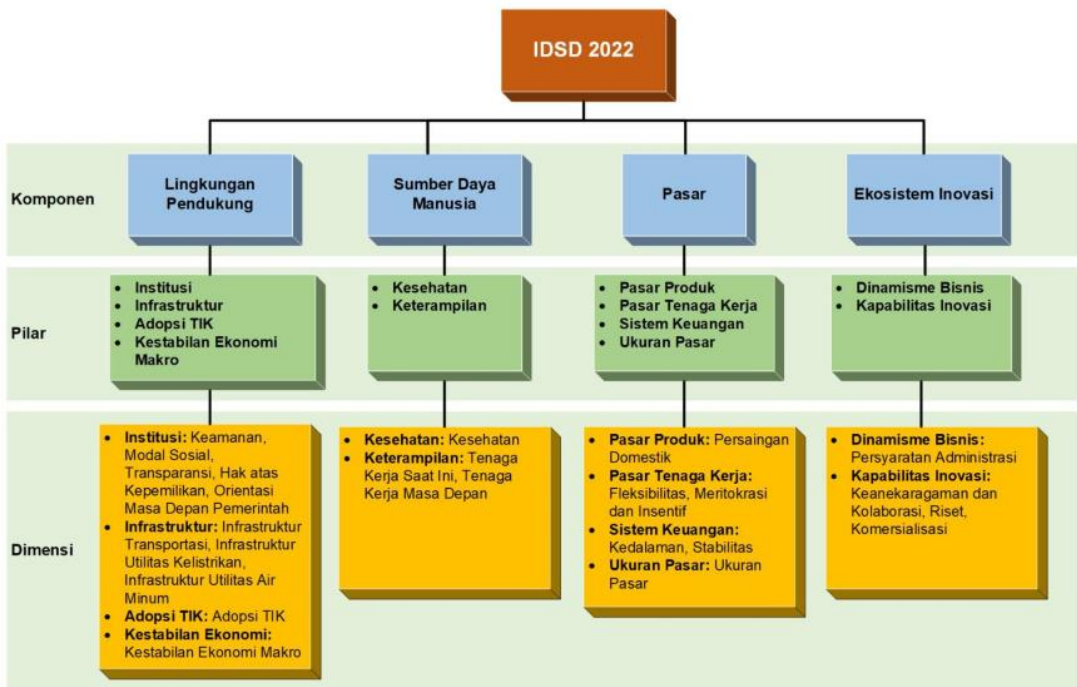 IDSD 2022
Komponen
Lingkungan
Pendukung
Sumber Daya
Manusia
Pasar
Ekosistem Inovasi
Pilar
• Institusi
• Infrastruktur
• Adopsi TIK
• Kestabilan Ekonomi
Makro
• Kesehatan
• Keterampilan
• Pasar Produk
• Pasar Tenaga Kerja
• Sistem Keuangan
• Ukuran Pasar
• Dinamisme Bisnis
• Kapabilitas Inovasi
Dimensi
• Institusi: Keamanan,
Modal Sosial,
Transparansi, Hak atas
Kepemilikan, Orientasi
Masa Depan Pemerintah
• Infrastruktur: Infrastruktur
Transportasi, Infrastruktur
Utilitas Kelistrikan,
Infrastruktur Utilitas Air
Minum
• Adopsi TIK: Adopsi TIK
• Kestabilan Ekonomi:
Kestabilan Ekonomi Makro
• Kesehatan: Kesehatan
• Keterampilan: Tenaga
Kerja Saat Ini, Tenaga
Kerja Masa Depan
• Pasar Produk: Persaingan
Domestik
• Pasar Tenaga Kerja:
Fleksibilitas, Meritokrasi
dan Insentif
• Sistem Keuangan:
Kedalaman, Stabilitas
• Ukuran Pasar: Ukuran
Pasar
• Dinamisme Bisnis:
Persyaratan Administrasi
• Kapabilitas Inovasi:
Keanekaragaman dan
Kolaborasi, Riset,
Komersialisasi